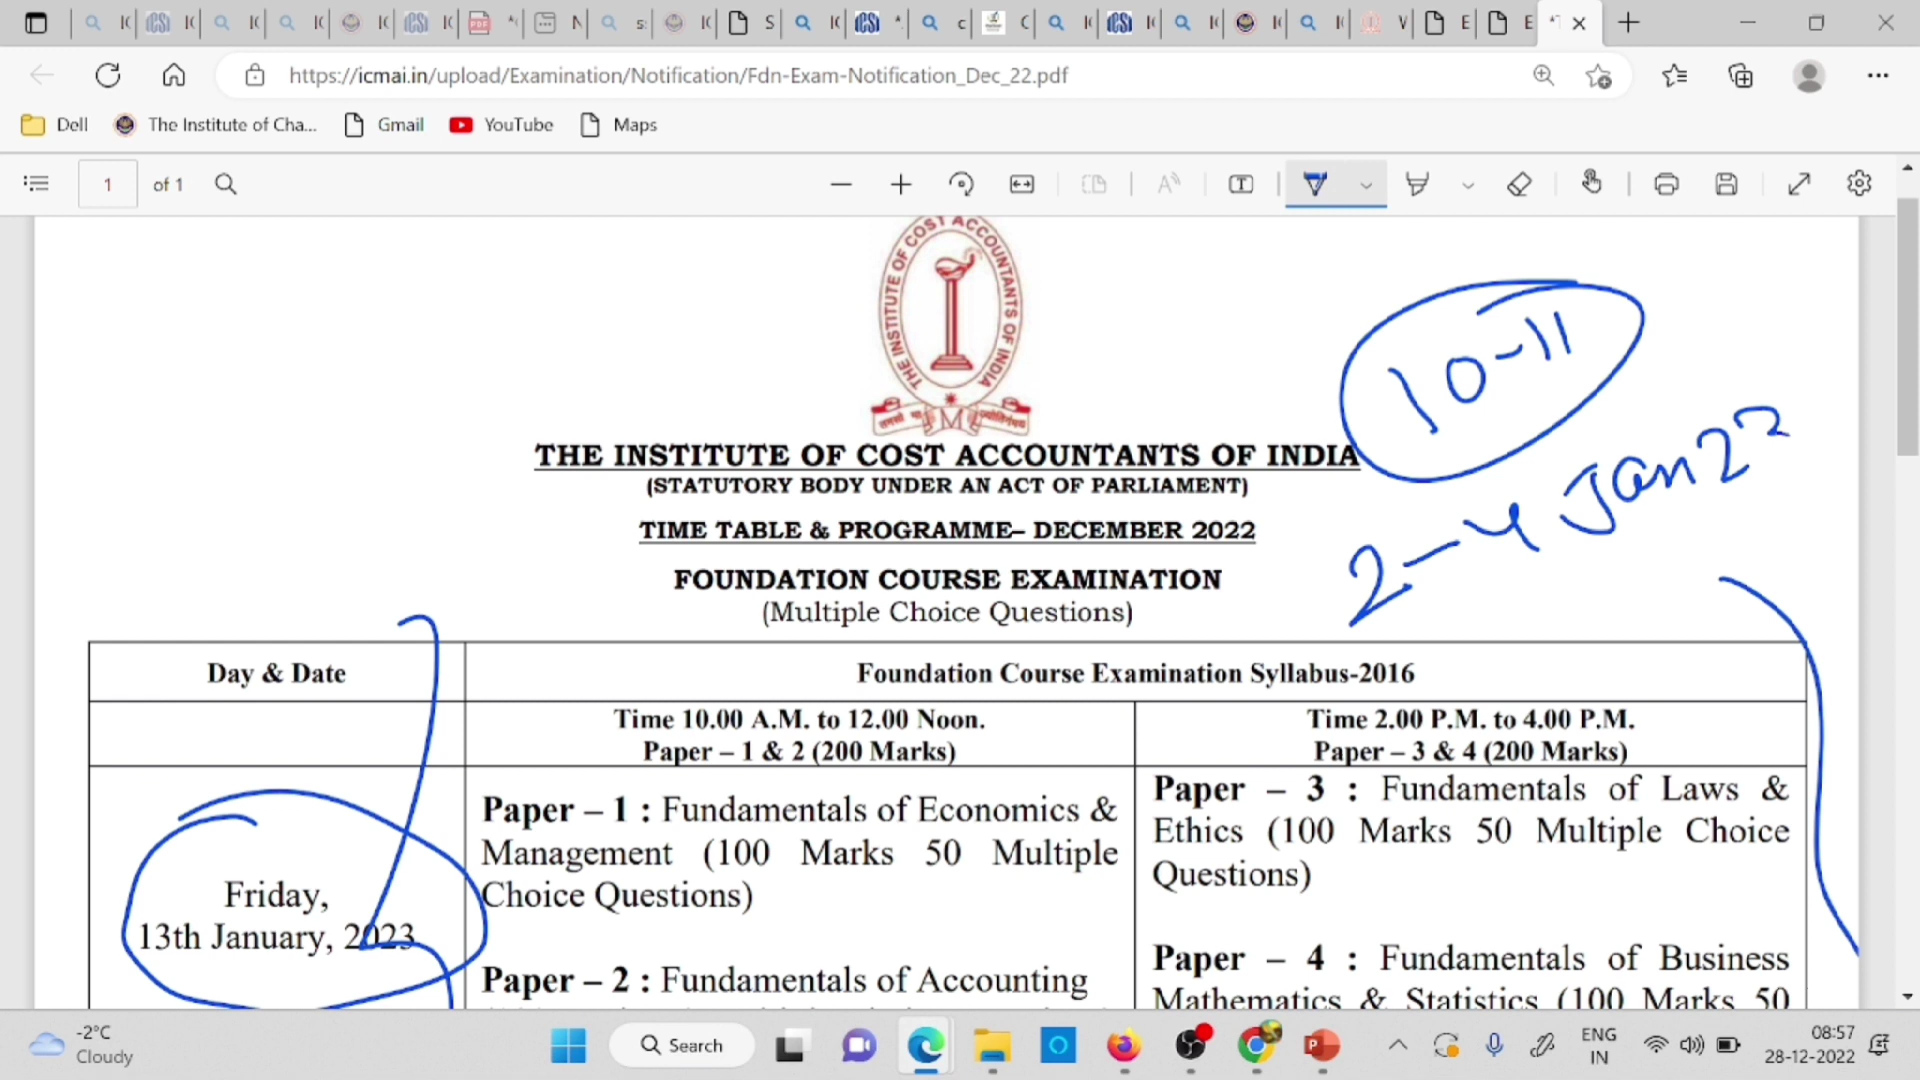 https://icmai.in/upload/Examination/Notification/Fdn-Exam-Notification_Dec_22.pdf
Dell
The Institute of Cha...
Gmail
YouTube
Maps
1
of 1
THE INSTITUTE OF COST ACCOUNTANTS OF INDIA
10-11
THE INSTITUTE OF COST ACCOUNTANTS OF INDIA
(STATUTORY BODY UNDER AN ACT OF PARLIAMENT)
2-4 Jan 22
TIME TABLE & PROGRAMME– DECEMBER 2022
FOUNDATION COURSE EXAMINATION
(Multiple Choice Questions)
Day & Date
Foundation Course Examination Syllabus-2016
Time 10.00 A.M. to 12.00 Noon.
Paper – 1 & 2 (200 Marks)
Time 2.00 P.M. to 4.00 P.M.
Paper – 3 & 4 (200 Marks)
Friday,
13th January, 2023
Paper – 1 : Fundamentals of Economics &
Management (100 Marks 50 Multiple
Choice Questions)
Paper – 2 : Fundamentals of Accounting
Paper – 3 : Fundamentals of Laws &
Ethics (100 Marks 50 Multiple Choice
Questions)
Paper – 4 : Fundamentals of Business
Mathematics & Statistics (100 Marks 50
-2°C
Cloudy
Search
ENG
IN
08:57
28-12-2022